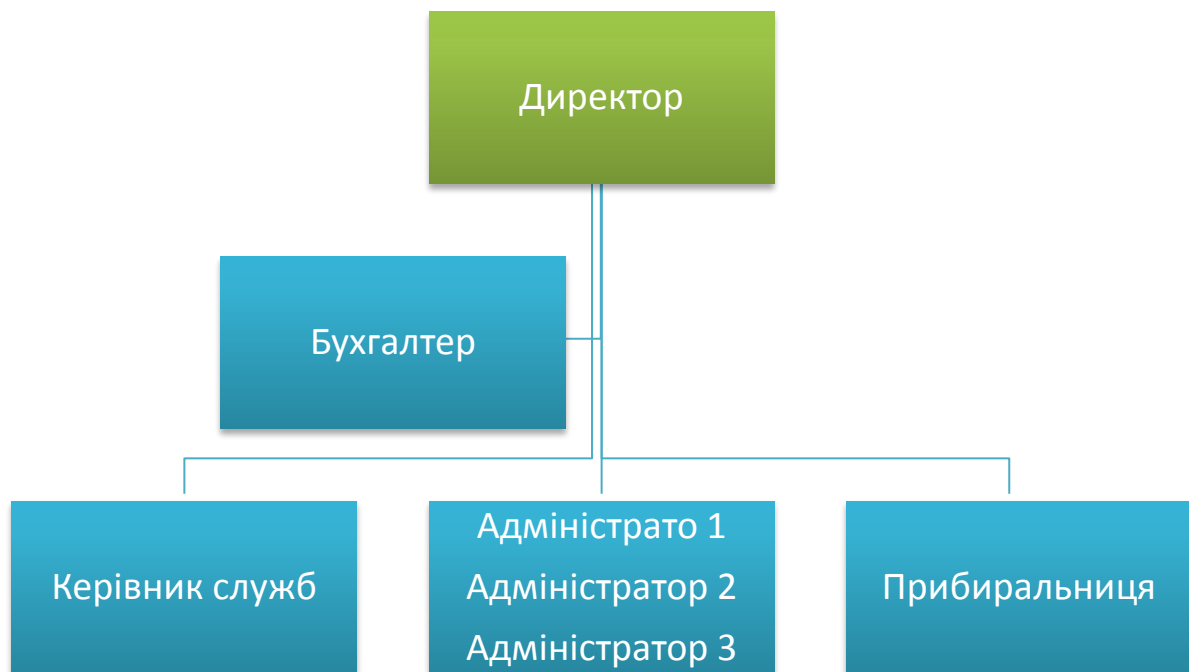 Директор
Бухгалтер
Керівник служб
Адміністрато 1
Адміністратор 2
Адміністратор 3
Прибиральниця